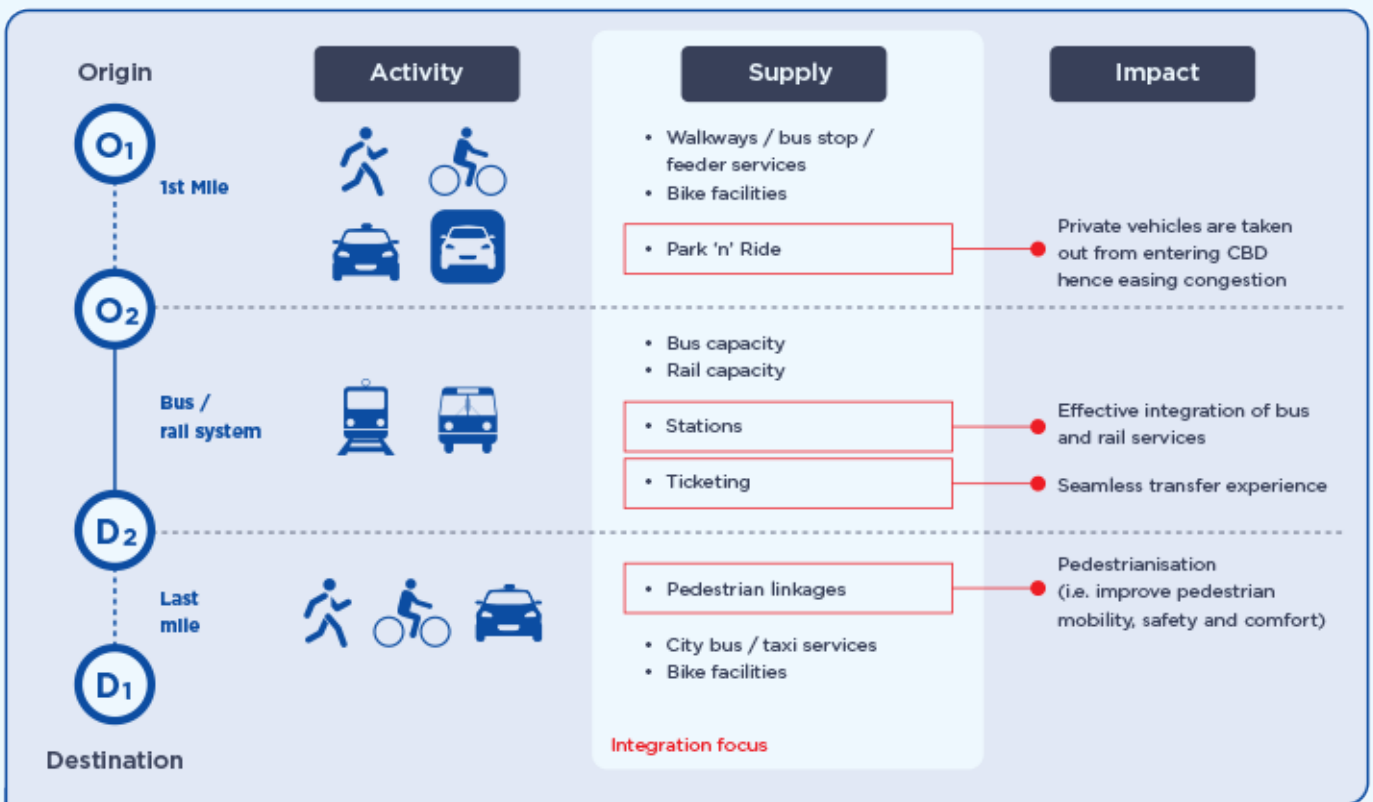 Origin
Activity
Supply
Impact
O1
1st Mile
• Walkways / bus stop /
feeder services
• Bike facilities
• Park 'n' Ride
Private vehicles are taken
out from entering CBD
hence easing congestion
O2
Bus /
rail system
• Bus capacity
• Rail capacity
• Stations
Effective integration of bus
and rail services
• Ticketing
Seamless transfer experience
D2
Last
mile
• Pedestrian linkages
Pedestrianisation
(i.e. improve pedestrian
mobility, safety and comfort)
• City bus / taxi services
• Bike facilities
D1
Destination
Integration focus